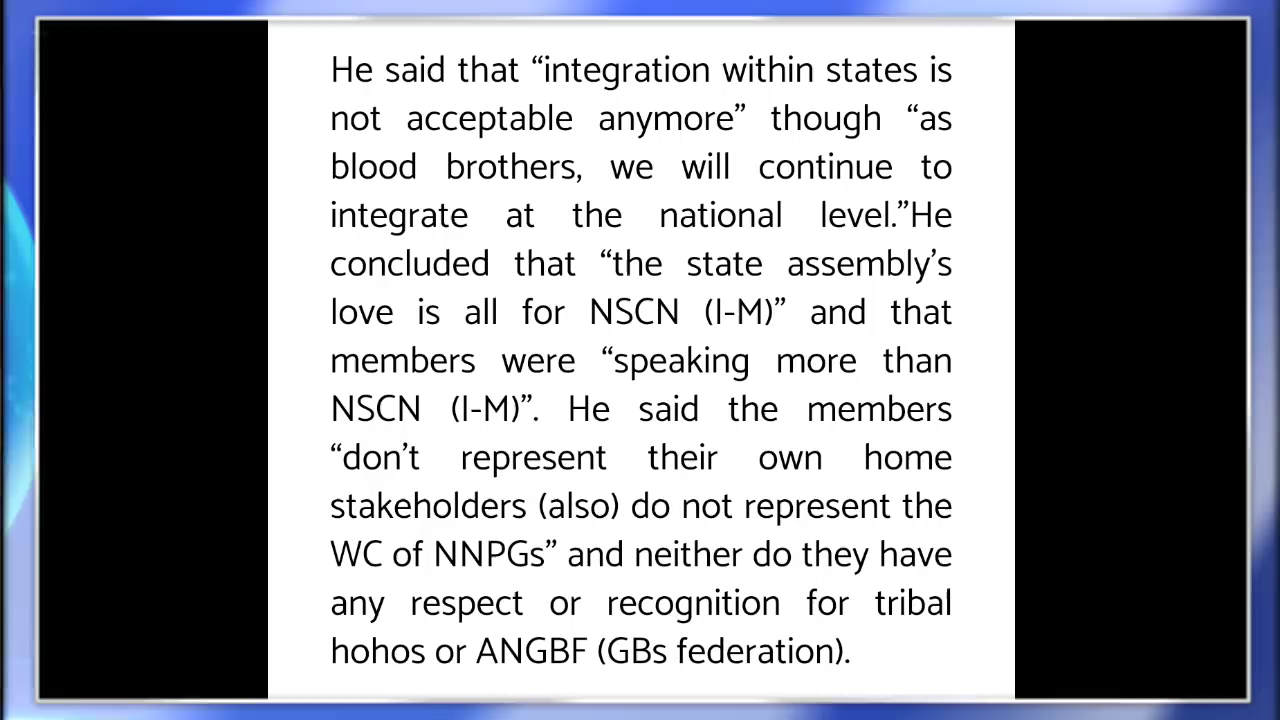 He said that “integration within states is
not acceptable anymore” though “as
blood brothers, we will continue to
integrate at the national level.”He
concluded that “the state assembly’s
love is all for NSCN (I-M)” and that
members were “speaking more than
NSCN (I-M)”. He said the members
“don’t represent their own home
stakeholders (also) do not represent the
WC of NNPGs” and neither do they have
any respect or recognition for tribal
hohos or ANGBF (GBs federation).